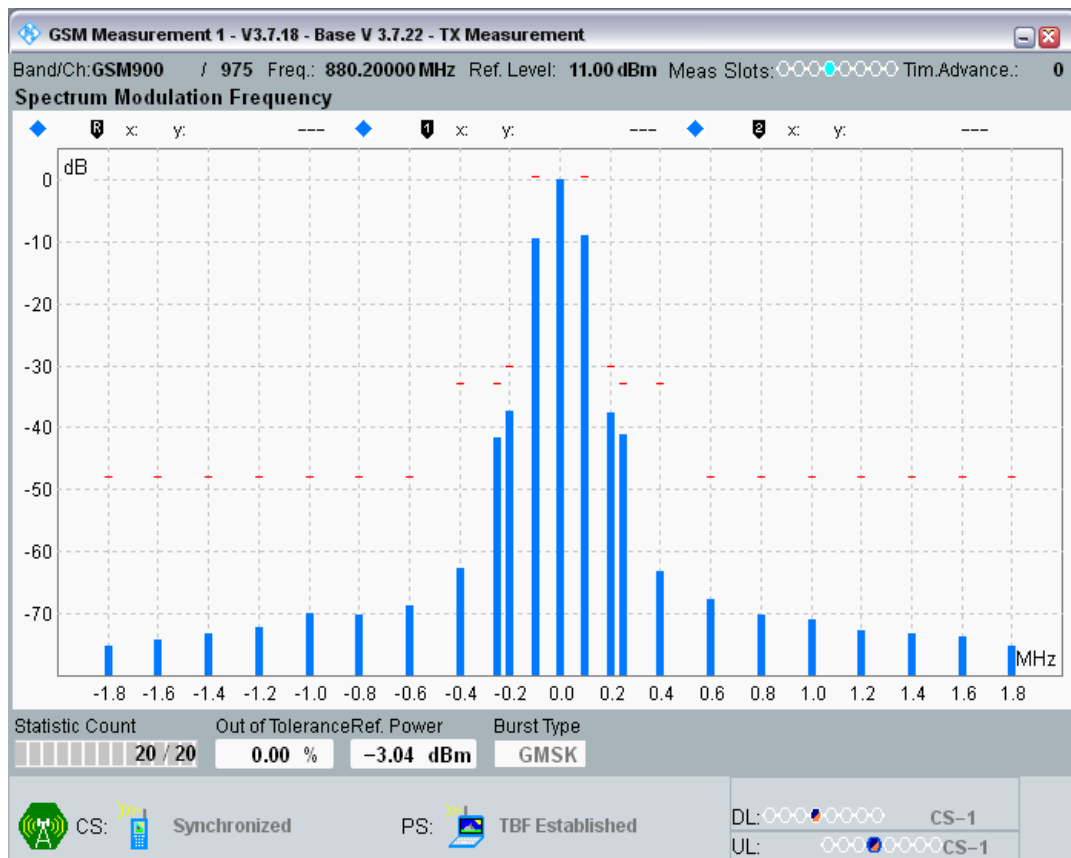 GSM Measurement 1 - V3.7.18 - Base V 3.7.22 - TX Measurement
Band/Ch:GSM900 / 975 Freq.: 880.20000 MHz Ref. Level: 11.00 dBm Meas Slots: Tim.Advance.: 0
Spectrum Modulation Frequency
R x: y: --- 1 x: y: --- 2 x: y: ---
dB
0
-10
-20
-30
-40
-50
-60
-70
MHz
-1.8 -1.6 -1.4 -1.2 -1.0 -0.8 -0.6 -0.4 -0.2 0.0 0.2 0.4 0.6 0.8 1.0 1.2 1.4 1.6 1.8
Statistic Count Out of Tolerance Ref. Power Burst Type
20 / 20 0.00 % −3.04 dBm GMSK
CS: Synchronized PS: TBF Established
DL: CS−1
UL: CS−1